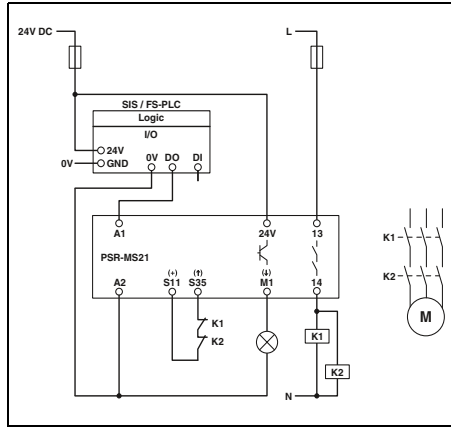 24V DC
L
SIS / FS-PLC
Logic
I/O
24V
0V
GND
0V DO DI
A1
24V
13
PSR-MS21
A2
(+)
S11
(↑)
S35
(↓)
M1
14
K1
K2
K1
K2
N
K1
K2
M